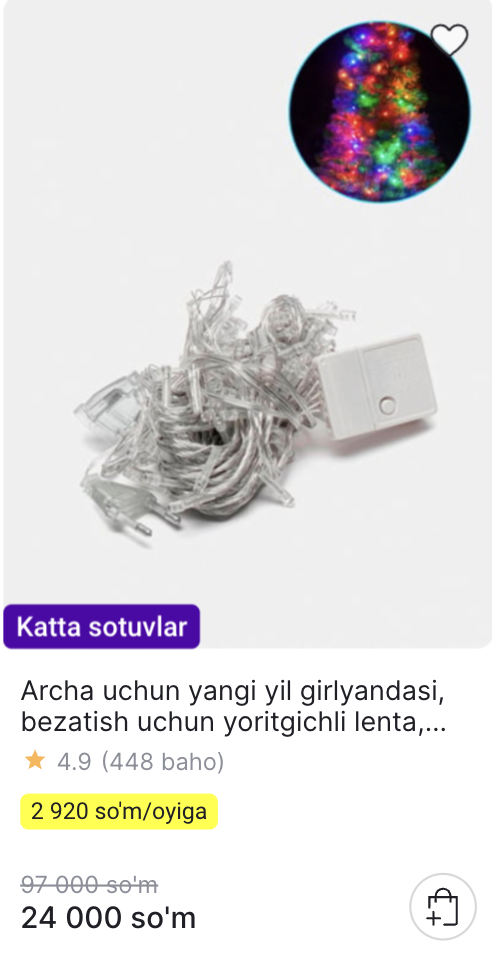 Katta sotuvlar
Archa uchun yangi yil girlyandasi,
bezatish uchun yoritgichli lenta,...
4.9 (448 baho)
2 920 so'm/oyiga
97 000 so'm
24 000 so'm